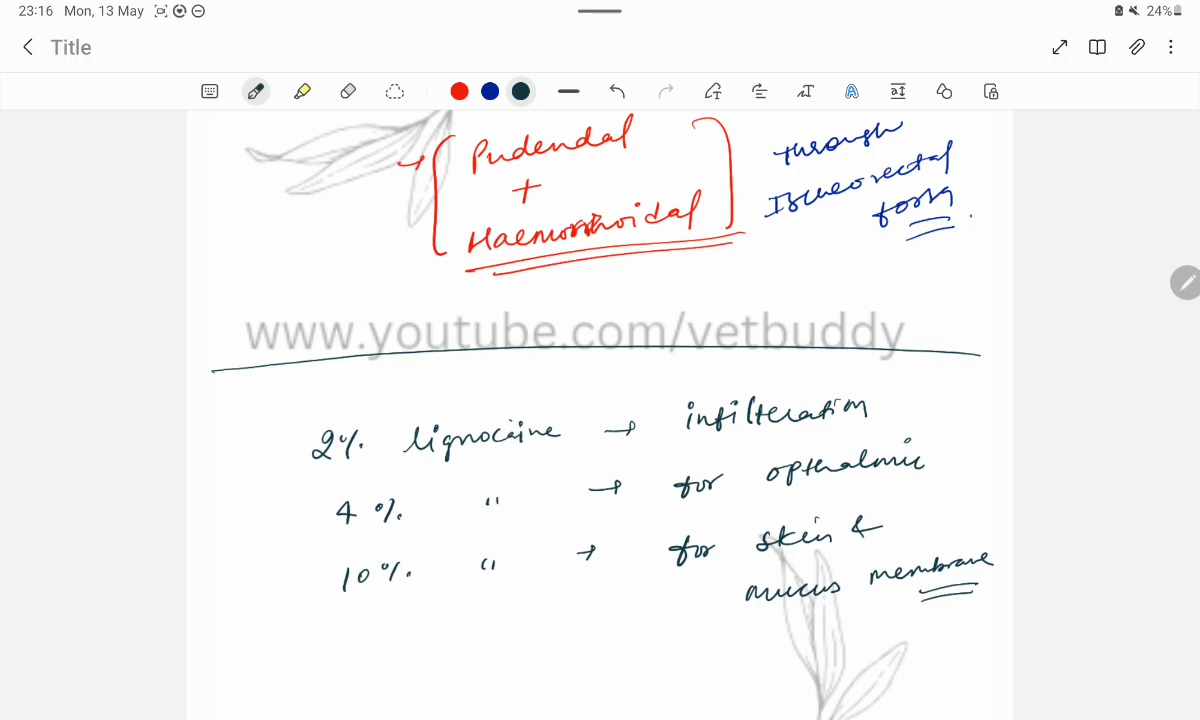 23:16 Mon, 13 May
24%
Title
Pudendal
+
Haemorrhoidal
through
Ischeorectal
fossa
www.youtube.com/vetbuddy
2% lignocaine → infilteration
4% " → for opthalmic
10% " → for skin &
mucus membrane